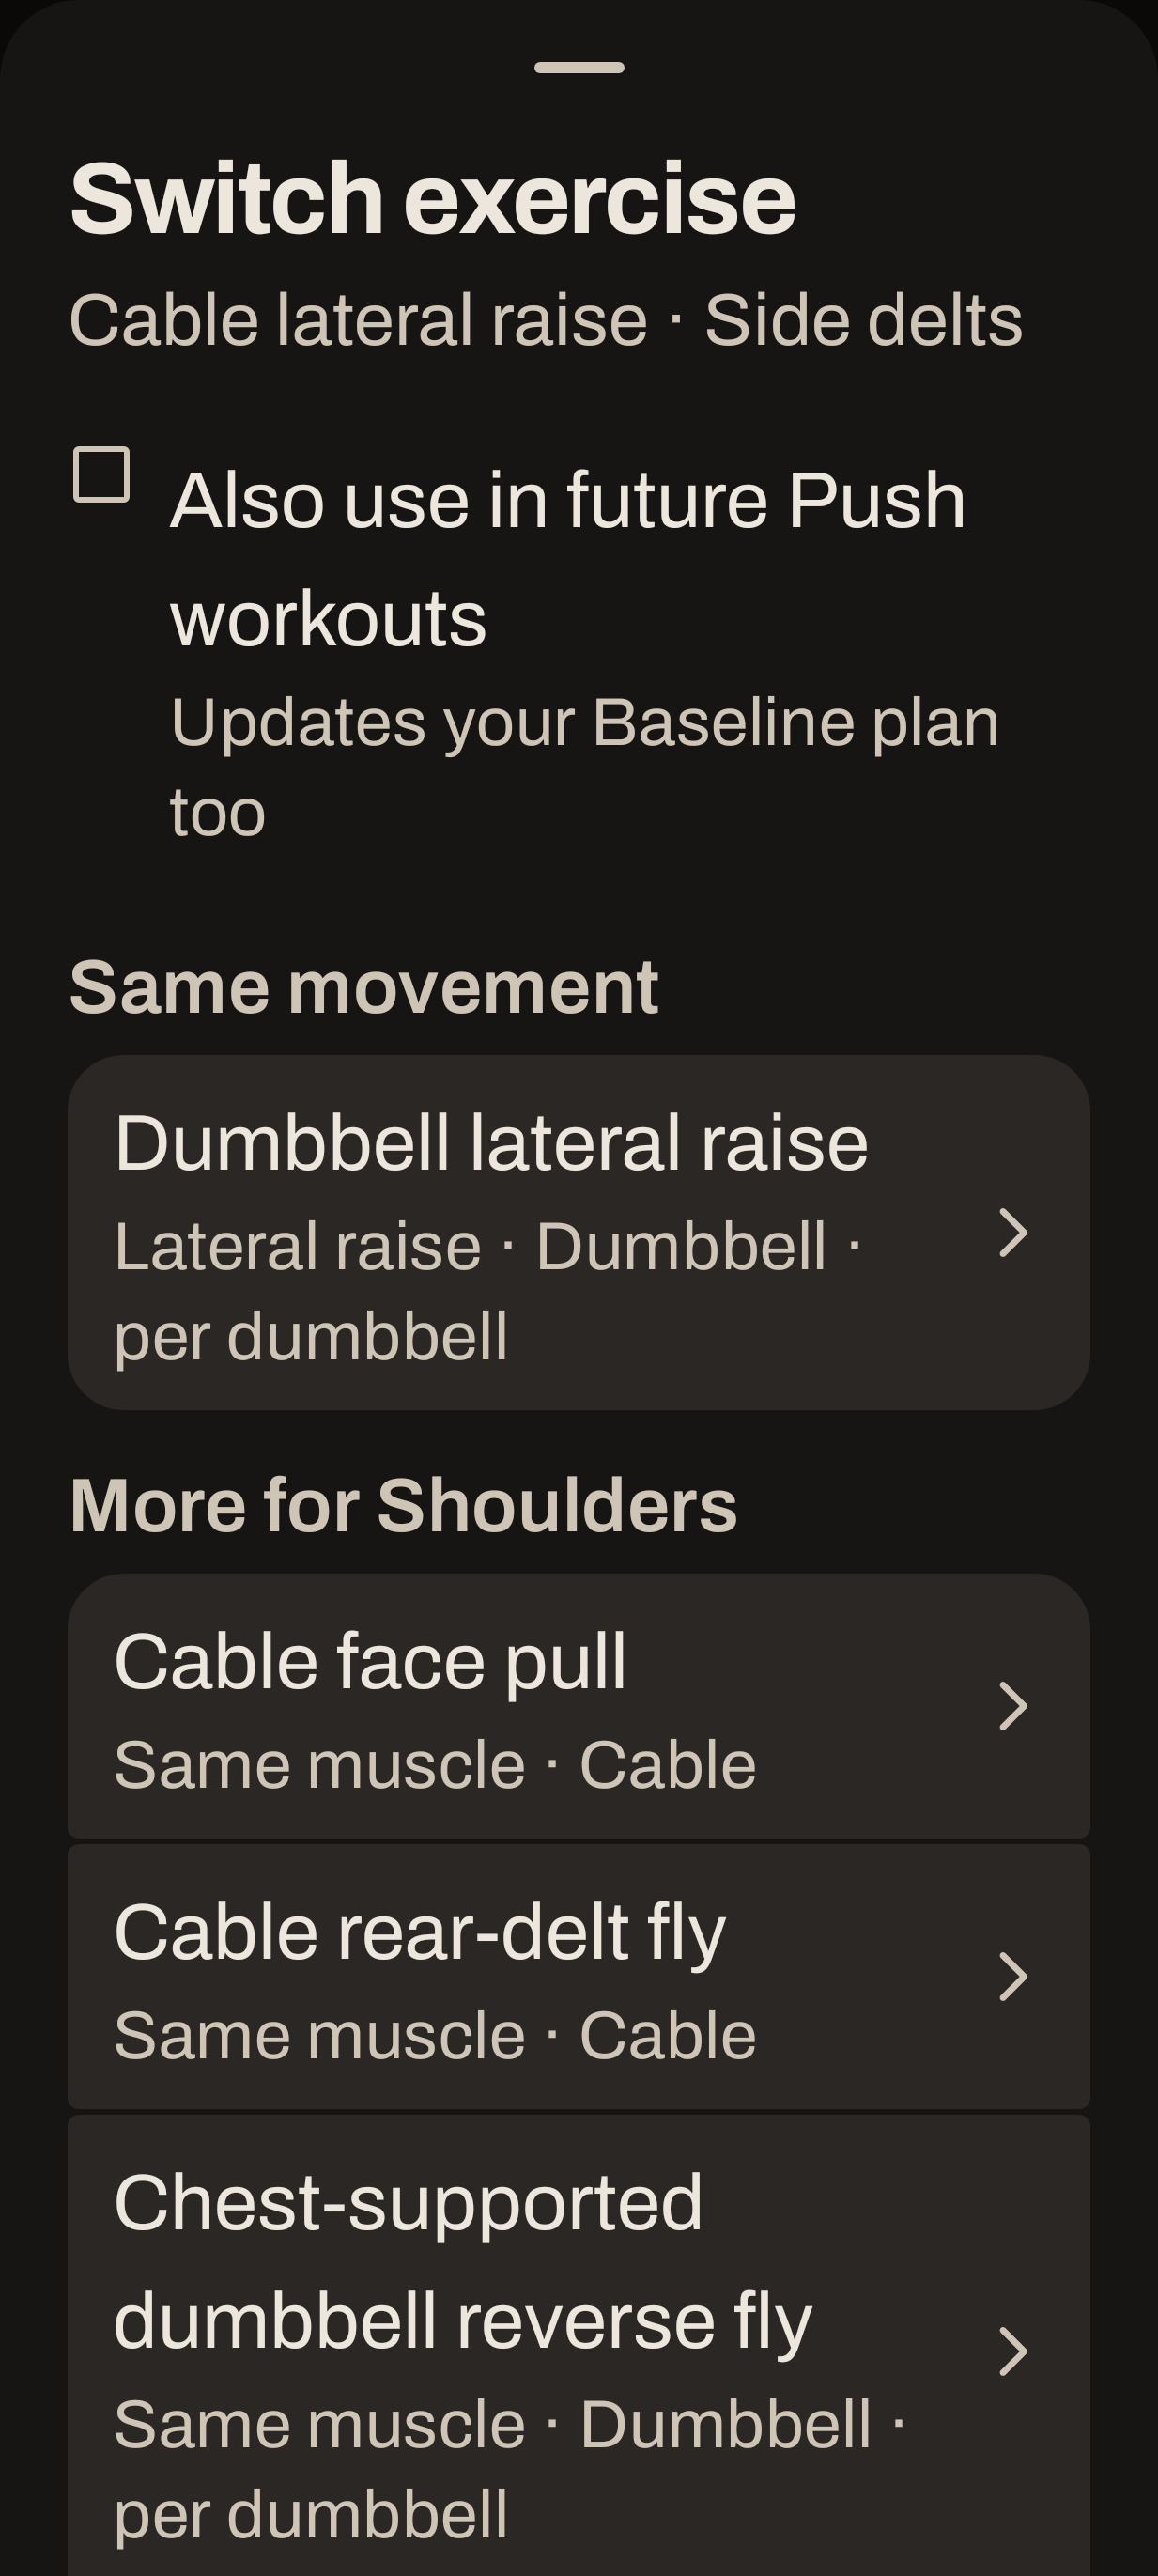 Switch exercise
Cable lateral raise · Side delts
Also use in future Push
workouts
Updates your Baseline plan
too
Same movement
Dumbbell lateral raise
Lateral raise · Dumbbell ·
per dumbbell
More for Shoulders
Cable face pull
Same muscle · Cable
Cable rear-delt fly
Same muscle · Cable
Chest-supported
dumbbell reverse fly
Same muscle · Dumbbell ·
per dumbbell